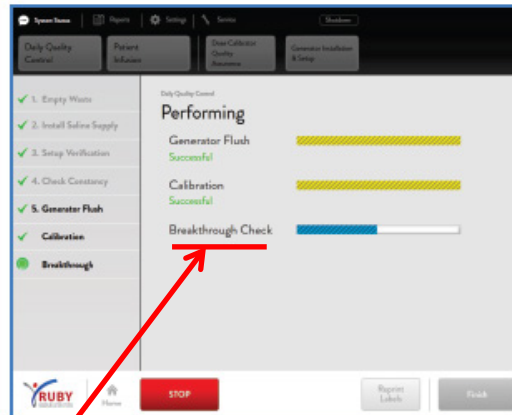 System Status
Reports
Settings
Service
Shutdown
Daily Quality
Control
Patient
Infusion
Dose Calibrator
Quality
Assurance
Generator Installation
& Setup
Daily Quality Control
Performing
1. Empty Waste
2. Install Saline Supply
3. Setup Verification
4. Check Constancy
5. Generator Flush
Calibration
Breakthrough
Generator Flush
Successful
Calibration
Successful
Breakthrough Check
RUBY
Home
STOP
Reprint
Labels
Finish